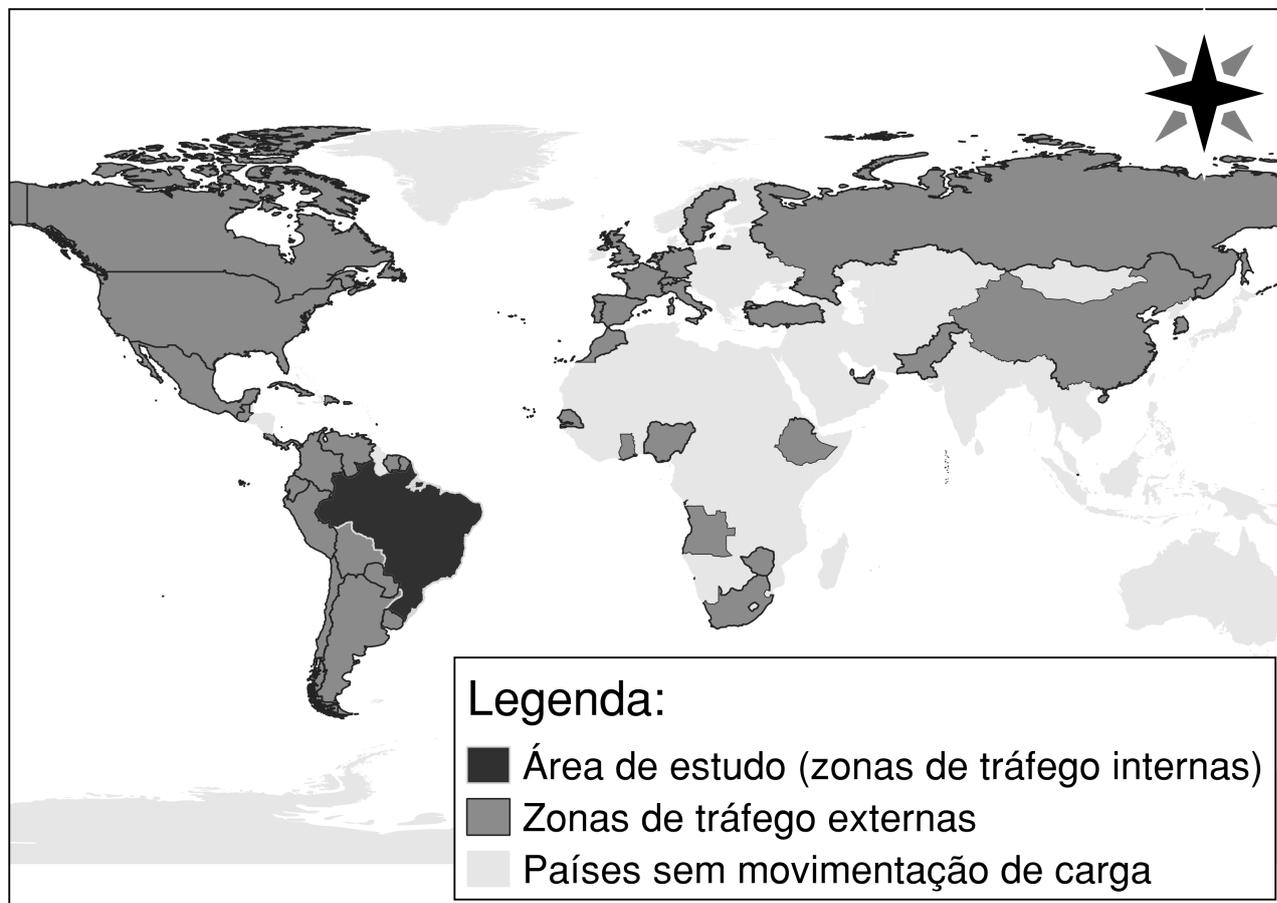 Legenda:
Área de estudo (zonas de tráfego internas)
Zonas de tráfego externas
Países sem movimentação de carga